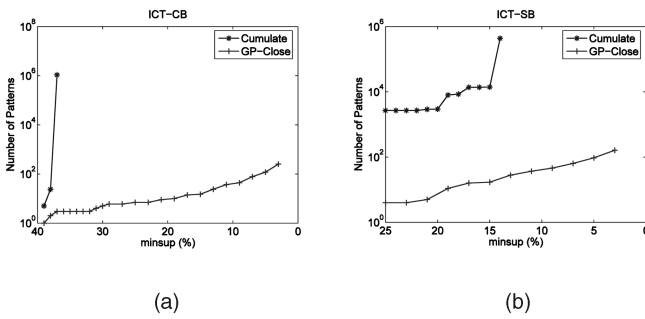 ICT-CB
Number of Patterns
10^8
10^6
10^4
10^2
10^0
40
30
20
10
0
minsup (%)
Cumulate
GP-Close
(a)
ICT-SB
Number of Patterns
10^6
10^4
10^2
10^0
25
20
15
10
5
0
minsup (%)
Cumulate
GP-Close
(b)